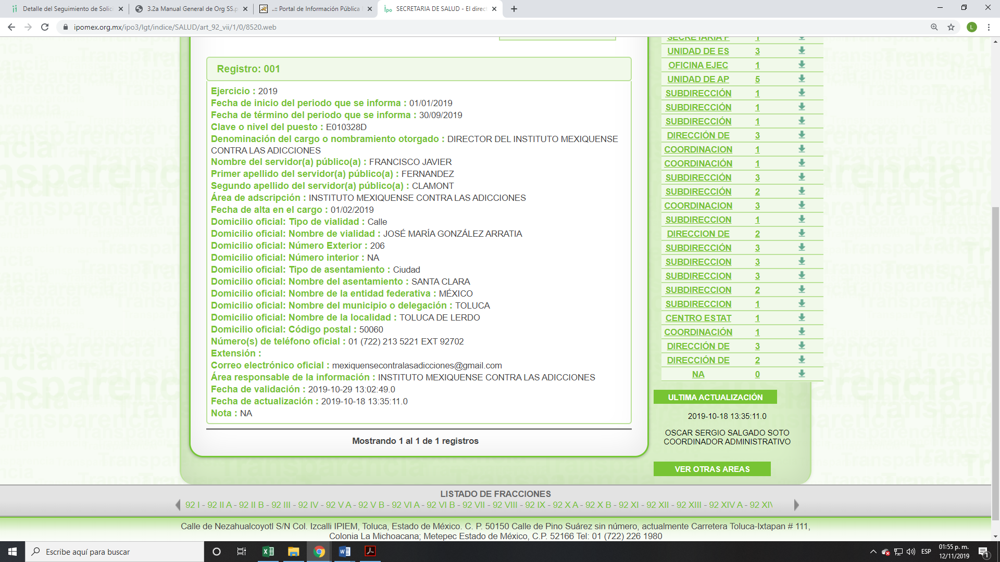 Detalle del Seguimiento de Solici
3.2a Manual General de Org SS.p
..:: Portal de Información Pública
SECRETARIA DE SALUD - El direct
ipomex.org.mx/ipo3/lgt/indice/SALUD/art_92_vii/1/0/8520.web
L
Registro: 001
Ejercicio : 2019
Fecha de inicio del periodo que se informa : 01/01/2019
Fecha de término del periodo que se informa : 30/09/2019
Clave o nivel del puesto : E010328D
Denominación del cargo o nombramiento otorgado : DIRECTOR DEL INSTITUTO MEXIQUENSE
CONTRA LAS ADICCIONES
Nombre del servidor(a) público(a) : FRANCISCO JAVIER
Primer apellido del servidor(a) público(a) : FERNANDEZ
Segundo apellido del servidor(a) público(a) : CLAMONT
Área de adscripción : INSTITUTO MEXIQUENSE CONTRA LAS ADICCIONES
Fecha de alta en el cargo : 01/02/2019
Domicilio oficial: Tipo de vialidad : Calle
Domicilio oficial: Nombre de vialidad : JOSÉ MARÍA GONZÁLEZ ARRATIA
Domicilio oficial: Número Exterior : 206
Domicilio oficial: Número interior : NA
Domicilio oficial: Tipo de asentamiento : Ciudad
Domicilio oficial: Nombre del asentamiento : SANTA CLARA
Domicilio oficial: Nombre de la entidad federativa : MÉXICO
Domicilio oficial: Nombre del municipio o delegación : TOLUCA
Domicilio oficial: Nombre de la localidad : TOLUCA DE LERDO
Domicilio oficial: Código postal : 50060
Número(s) de teléfono oficial : 01 (722) 213 5221 EXT 92702
Extensión :
Correo electrónico oficial : mexiquensecontralasadicciones@gmail.com
Área responsable de la información : INSTITUTO MEXIQUENSE CONTRA LAS ADICCIONES
Fecha de validación : 2019-10-29 13:02:49.0
Fecha de actualización : 2019-10-18 13:35:11.0
Nota : NA
Mostrando 1 al 1 de 1 registros
SECRETARIA P 1
UNIDAD DE ES 3
OFICINA EJEC 1
UNIDAD DE AP 5
SUBDIRECCIÓN 1
SUBDIRECCIÓN 1
SUBDIRECCIÓN 1
DIRECCIÓN DE 3
COORDINACION 1
COORDINACIÓN 1
SUBDIRECCIÓN 3
SUBDIRECCIÓN 2
COORDINACION 3
SUBDIRECCION 1
DIRECCION DE 2
SUBDIRECCIÓN 3
SUBDIRECCION 3
SUBDIRECCION 3
SUBDIRECCION 2
SUBDIRECCION 1
CENTRO ESTAT 1
COORDINACIÓN 1
DIRECCIÓN DE 3
DIRECCIÓN DE 2
NA 0
ULTIMA ACTUALIZACIÓN
2019-10-18 13:35:11.0
OSCAR SERGIO SALGADO SOTO
COORDINADOR ADMINISTRATIVO
VER OTRAS AREAS
LISTADO DE FRACCIONES
92 I - 92 II A - 92 II B - 92 III - 92 IV - 92 V A - 92 V B - 92 VI A - 92 VI B - 92 VII - 92 VIII - 92 IX - 92 X A - 92 X B - 92 XI - 92 XII - 92 XIII - 92 XIV A - 92 XIV
Calle de Nezahualcoyotl S/N Col. Izcalli IPIEM, Toluca, Estado de México. C. P. 50150 Calle de Pino Suárez sin número, actualmente Carretera Toluca-Ixtapan # 111,
Colonia La Michoacana; Metepec Estado de México, C.P. 52166 Tel: 01 (722) 226 1980
Escribe aquí para buscar
ESP
01:55 p. m.
12/11/2019
1